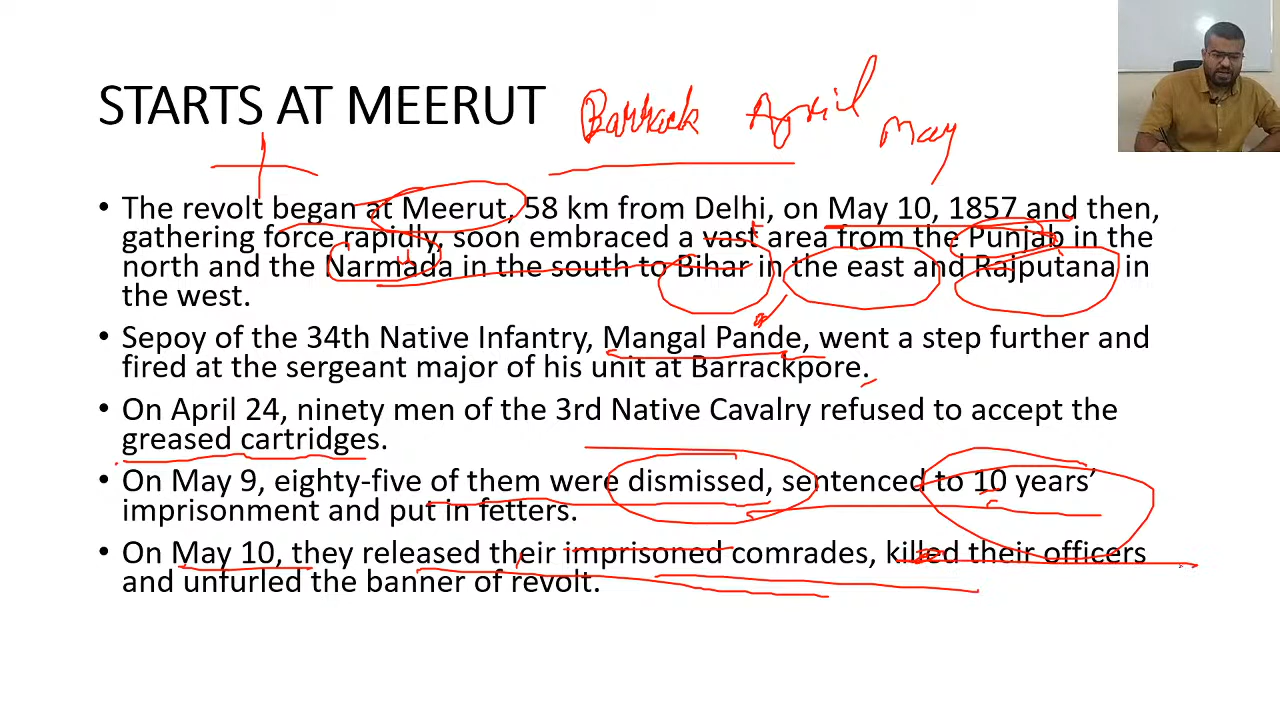 STARTS AT MEERUT Barrack April May
• The revolt began at Meerut, 58 km from Delhi, on May 10, 1857 and then,
gathering force rapidly, soon embraced a vast area from the Punjab in the
north and the Narmada in the south to Bihar in the east and Rajputana in
the west.
• Sepoy of the 34th Native Infantry, Mangal Pande, went a step further and
fired at the sergeant major of his unit at Barrackpore.
• On April 24, ninety men of the 3rd Native Cavalry refused to accept the
greased cartridges.
• On May 9, eighty-five of them were dismissed, sentenced to 10 years’
imprisonment and put in fetters.
• On May 10, they released their imprisoned comrades, killed their officers
and unfurled the banner of revolt.